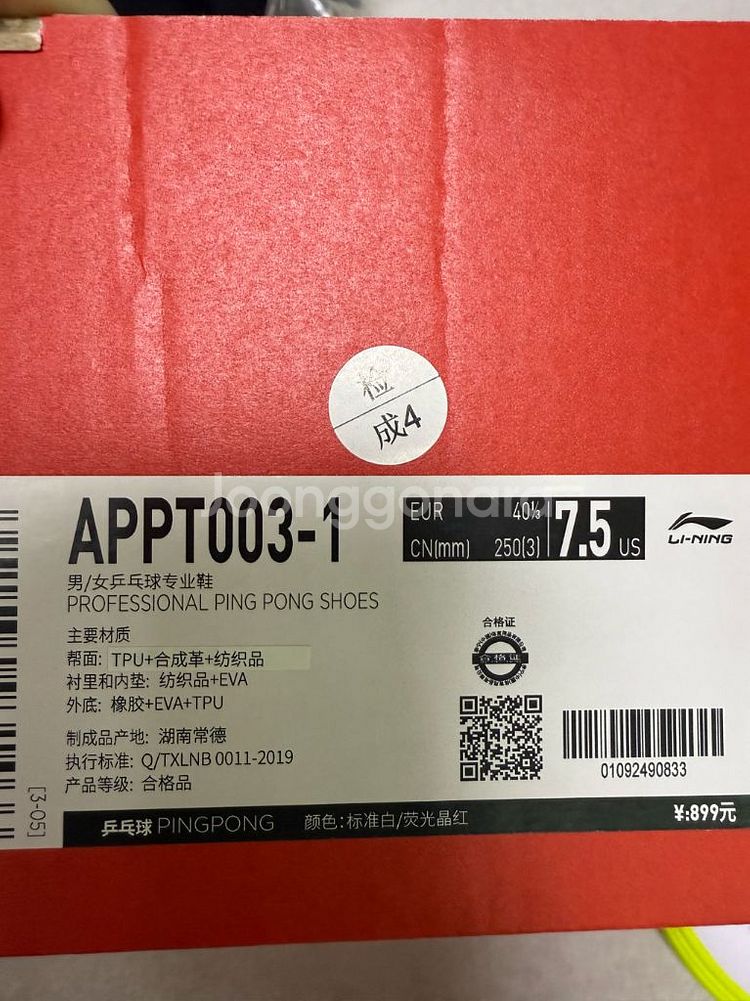 检
成4
Joonggonara
APPT003-1
EUR 40⅔
CN(mm) 250(3)
7.5 US
LI-NING
男/女乒乓球专业鞋
PROFESSIONAL PING PONG SHOES
主要材质
帮面: TPU+合成革+纺织品
衬里和内垫: 纺织品+EVA
外底: 橡胶+EVA+TPU
制成品产地: 湖南常德
执行标准: Q/TXLNB 0011-2019
产品等级: 合格品
合格证
合格证
01092490833
[3-05]
乒乓球 PINGPONG 颜色:标准白/荧光晶红
¥:899元